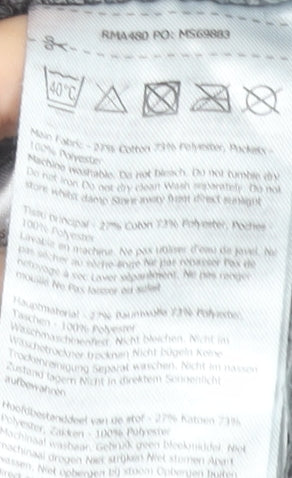 RMA480 PO: MS69883
40°C
Main Fabric - 27% Cotton 73% Polyester, Pockets -
100% Polyester
Machine washable. Do not bleach. Do not tumble dry
Do not iron Do not dry clean Wash separately. Do not
store whilst damp Store away from direct sunlight
Tissu principal - 27% Coton 73% Polyester, Poches -
100% Polyester
Lavable en machine. Ne pas utiliser d'eau de javel. Ne
pas sécher au sèche-linge Ne pas repasser Pas de
nettoyage à sec Laver séparément. Ne pas ranger
mouillé Ne Pas laisser au soleil
Hauptmaterial - 27% Baumwolle 73% Polyester,
Taschen - 100% Polyester
Waschmaschinenfest Nicht bleichen. Nicht im
Wäschetrockner trocknen Nicht bügeln Keine
Trockenreinigung Separat waschen. Nicht im nassen
Zustand lagern Nicht in direktem Sonnenlicht
aufbewahren
Hoofdbestanddeel van de stof - 27% Katoen 73%
Polyester, Zakken - 100% Polyester
Machinaal wasbaar. Gebruik geen bleekmiddel. Niet
machinaal drogen Niet strijken Niet stomen Apart
wassen. Niet opbergen bij stoom Opbergen buiten